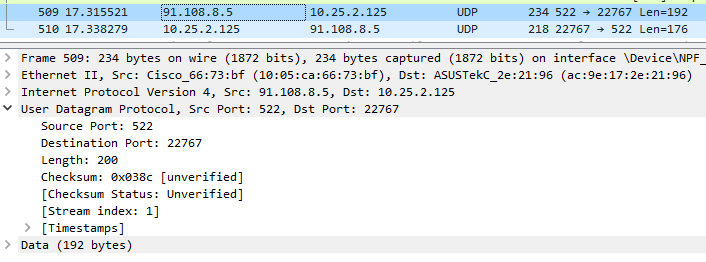 509 17.315521 91.108.8.5 10.25.2.125 UDP 234 522 → 22767 Len=192
510 17.338279 10.25.2.125 91.108.8.5 UDP 218 22767 → 522 Len=176
Frame 509: 234 bytes on wire (1872 bits), 234 bytes captured (1872 bits) on interface \Device\NPF_
Ethernet II, Src: Cisco_66:73:bf (10:05:ca:66:73:bf), Dst: ASUSTekC_2e:21:96 (ac:9e:17:2e:21:96)
Internet Protocol Version 4, Src: 91.108.8.5, Dst: 10.25.2.125
User Datagram Protocol, Src Port: 522, Dst Port: 22767
Source Port: 522
Destination Port: 22767
Length: 200
Checksum: 0x038c [unverified]
[Checksum Status: Unverified]
[Stream index: 1]
[Timestamps]
Data (192 bytes)